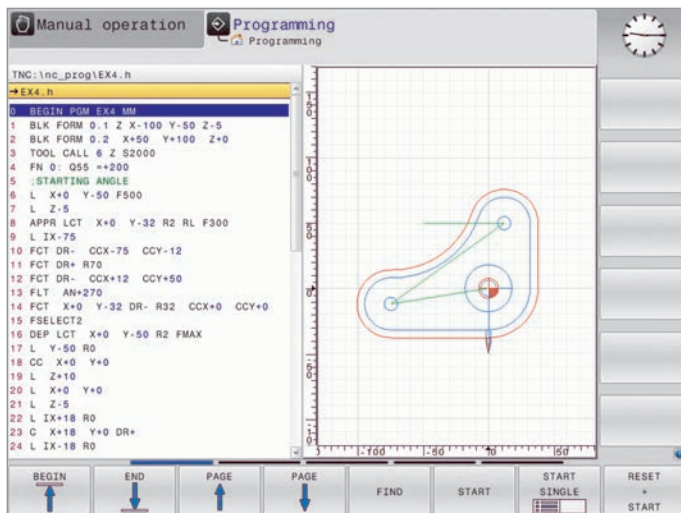 Manual operation
Programming
Programming
TNC:\nc_prog\EX4.h
→EX4.h
0 BEGIN PGM EX4 MM
1 BLK FORM 0.1 Z X-100 Y-50 Z-5
2 BLK FORM 0.2 X+50 Y+100 Z+0
3 TOOL CALL 6 Z S2000
4 FN 0: Q55 =+200
5 ;STARTING ANGLE
6 L X+0 Y-50 F500
7 L Z-5
8 APPR LCT X+0 Y-32 R2 RL F300
9 L IX-75
10 FCT DR- CCX-75 CCY-12
11 FCT DR+ R70
12 FCT DR- CCX+12 CCY+50
13 FLT AN+270
14 FCT X+0 Y-32 DR- R32 CCX+0 CCY+0
15 FSELECT2
16 DEP LCT X+0 Y-50 R2 FMAX
17 L Y-50 R0
18 CC X+0 Y+0
19 L Z+10
20 L X+0 Y+0
21 L Z-5
22 L IX+18 R0
23 C X+18 Y+0 DR+
24 L IX-18 R0
100
50
0
-50
-100
-50
0
50
BEGIN
END
PAGE
PAGE
FIND
START
START
SINGLE
RESET
+
START